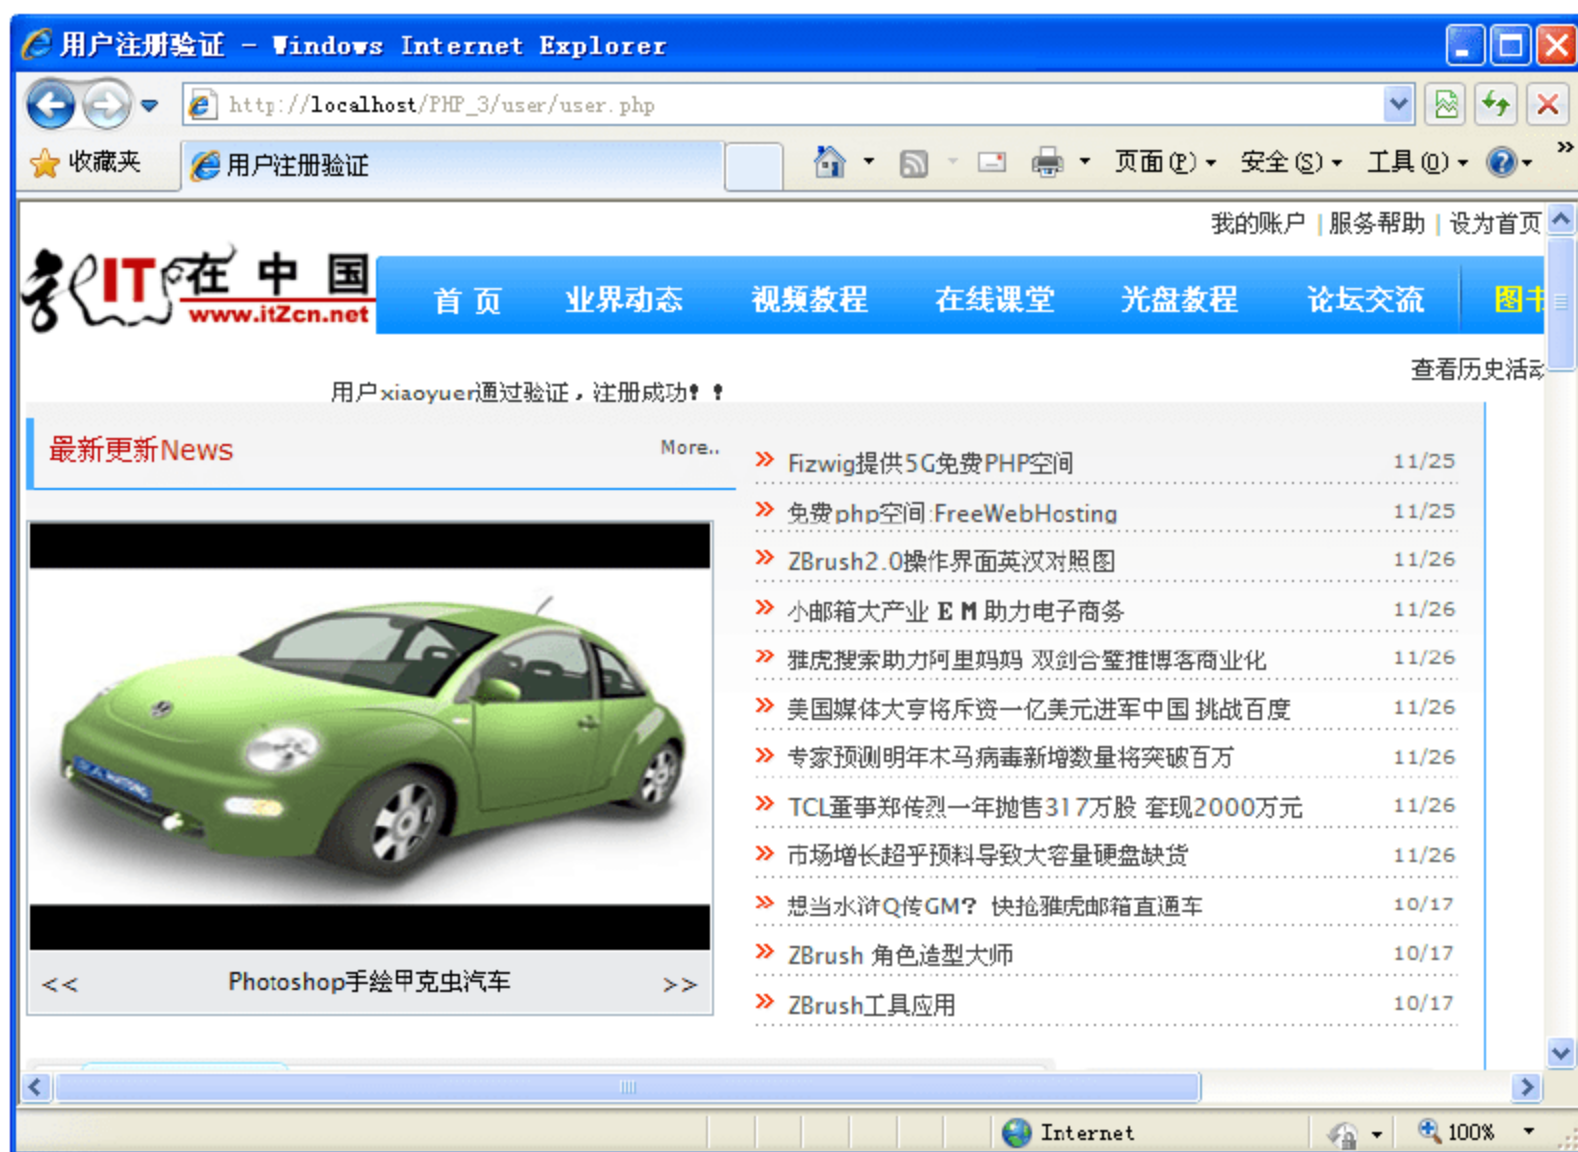 用户注册验证 - Windows Internet Explorer
http://localhost/PHP_3/user/user.php
收藏夹
用户注册验证
页面(P)
安全(S)
工具(O)
»
我的账户 | 服务帮助 | 设为首页
IT在中国
www.itZcn.net
首页 业界动态 视频教程 在线课堂 光盘教程 论坛交流 图书
查看历史活动
用户xiaoyuer通过验证，注册成功！！
最新更新News
More..
Fizwig提供5G免费PHP空间 11/25
免费php空间:FreeWebHosting 11/25
ZBrush2.0操作界面英汉对照图 11/26
小邮箱大产业 E M 助力电子商务 11/26
雅虎搜索助力阿里妈妈 双剑合璧推博客商业化 11/26
美国媒体大亨将斥资一亿美元进军中国 挑战百度 11/26
专家预测明年木马病毒新增数量将突破百万 11/26
TCL董事郑传烈一年抛售317万股 套现2000万元 11/26
市场增长超乎预料导致大容量硬盘缺货 11/26
想当水浒Q传GM? 快抢雅虎邮箱直通车 10/17
ZBrush 角色造型大师 10/17
ZBrush工具应用 10/17
<< Photoshop手绘甲克虫汽车 >>
Internet
100%